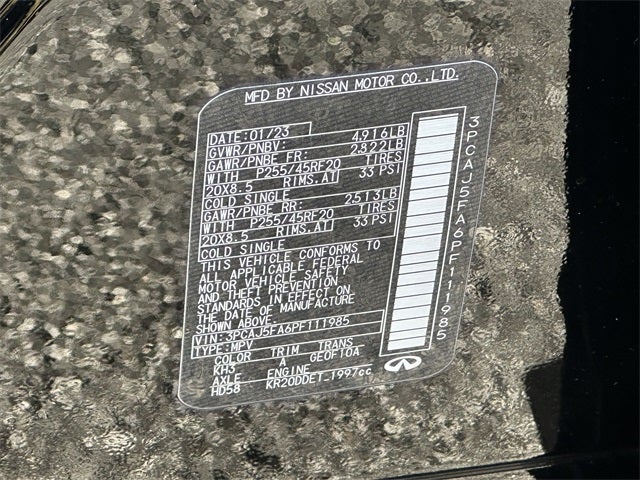 MFD BY NISSAN MOTOR CO.,LTD.
DATE:01/23
GVWR/PNBV: 4,916LB
GAWR/PNBE FR: 2,822LB
WITH P255/45RF20 TIRES
20X8.5 RIMS,AT 33 PSI
COLD SINGLE
GAWR/PNBE RR: 2,513LB
WITH P255/45RF20 TIRES
20X8.5 RIMS,AT 33 PSI
COLD SINGLE
THIS VEHICLE CONFORMS TO
ALL APPLICABLE FEDERAL
MOTOR VEHICLE SAFETY
AND THEFT PREVENTION
STANDARDS IN EFFECT ON
THE DATE OF MANUFACTURE
SHOWN ABOVE.
VIN:3PCAJ5FA6PF111985
TYPE:MPV
COLOR TRIM TRANS
KH3 A GE0F10A
AXLE ENGINE
HD58 KR20DDET 1997cc
3PCAJ5FA6PF111985